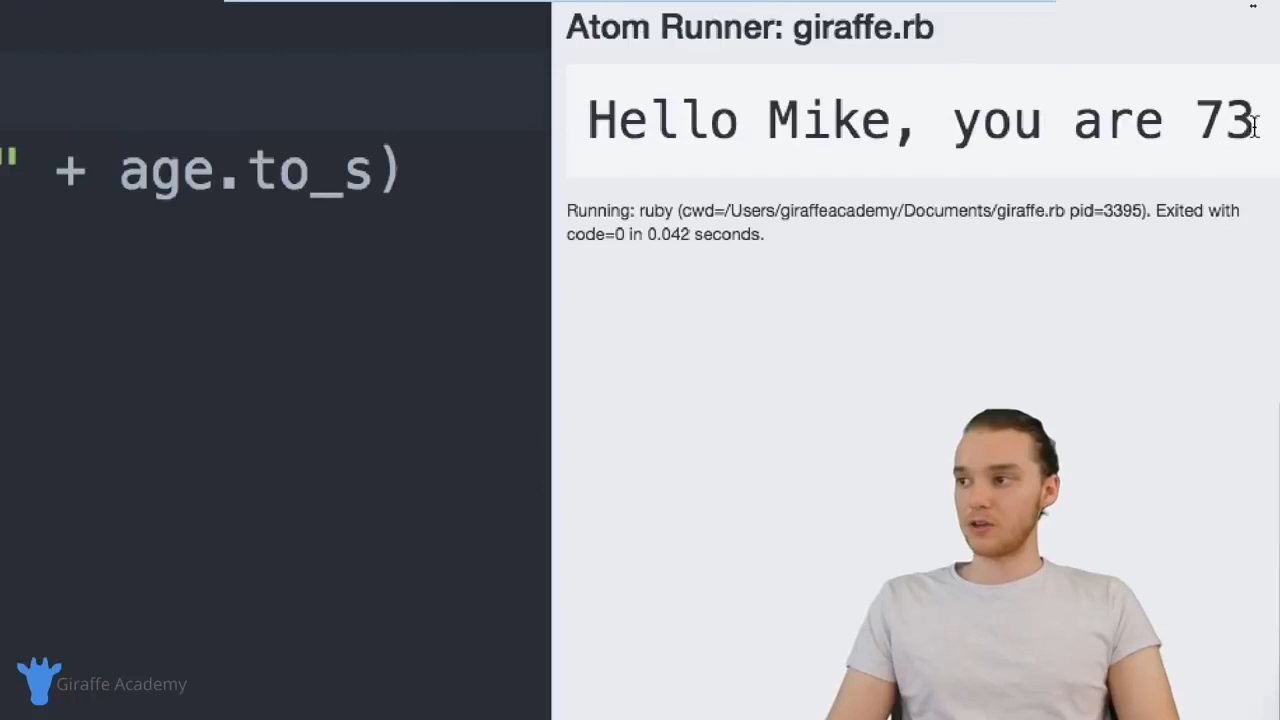 Atom Runner: giraffe.rb
Hello Mike, you are 73
" + age.to_s)
Running: ruby (cwd=/Users/giraffeacademy/Documents/giraffe.rb pid=3395). Exited with
code=0 in 0.042 seconds.
Giraffe Academy